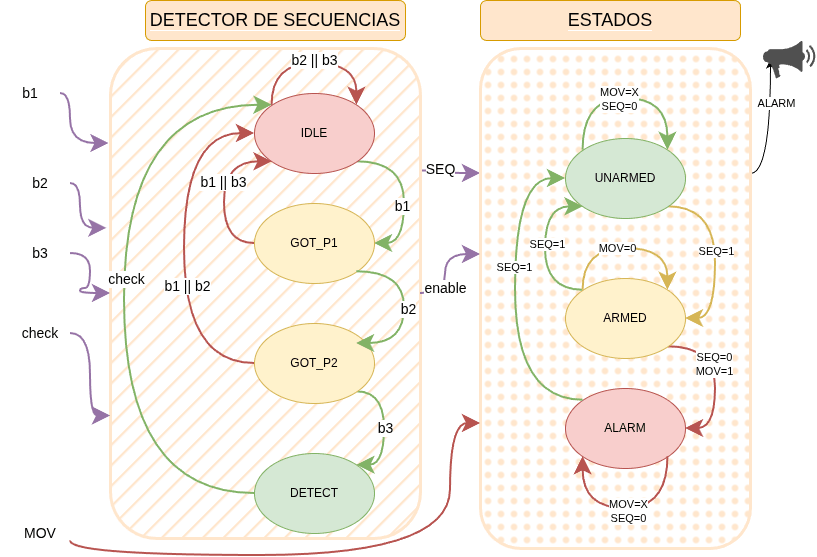 DETECTOR DE SECUENCIAS
ESTADOS
b1
b2
b3
check
MOV
b2 || b3
IDLE
b1 || b3
b1
GOT_P1
check
b1 || b2
b2
GOT_P2
b3
DETECT
SEQ
enable
ALARM
MOV=X
SEQ=0
UNARMED
SEQ=1
SEQ=1
SEQ=1
MOV=0
ARMED
SEQ=0
MOV=1
ALARM
MOV=X
SEQ=0